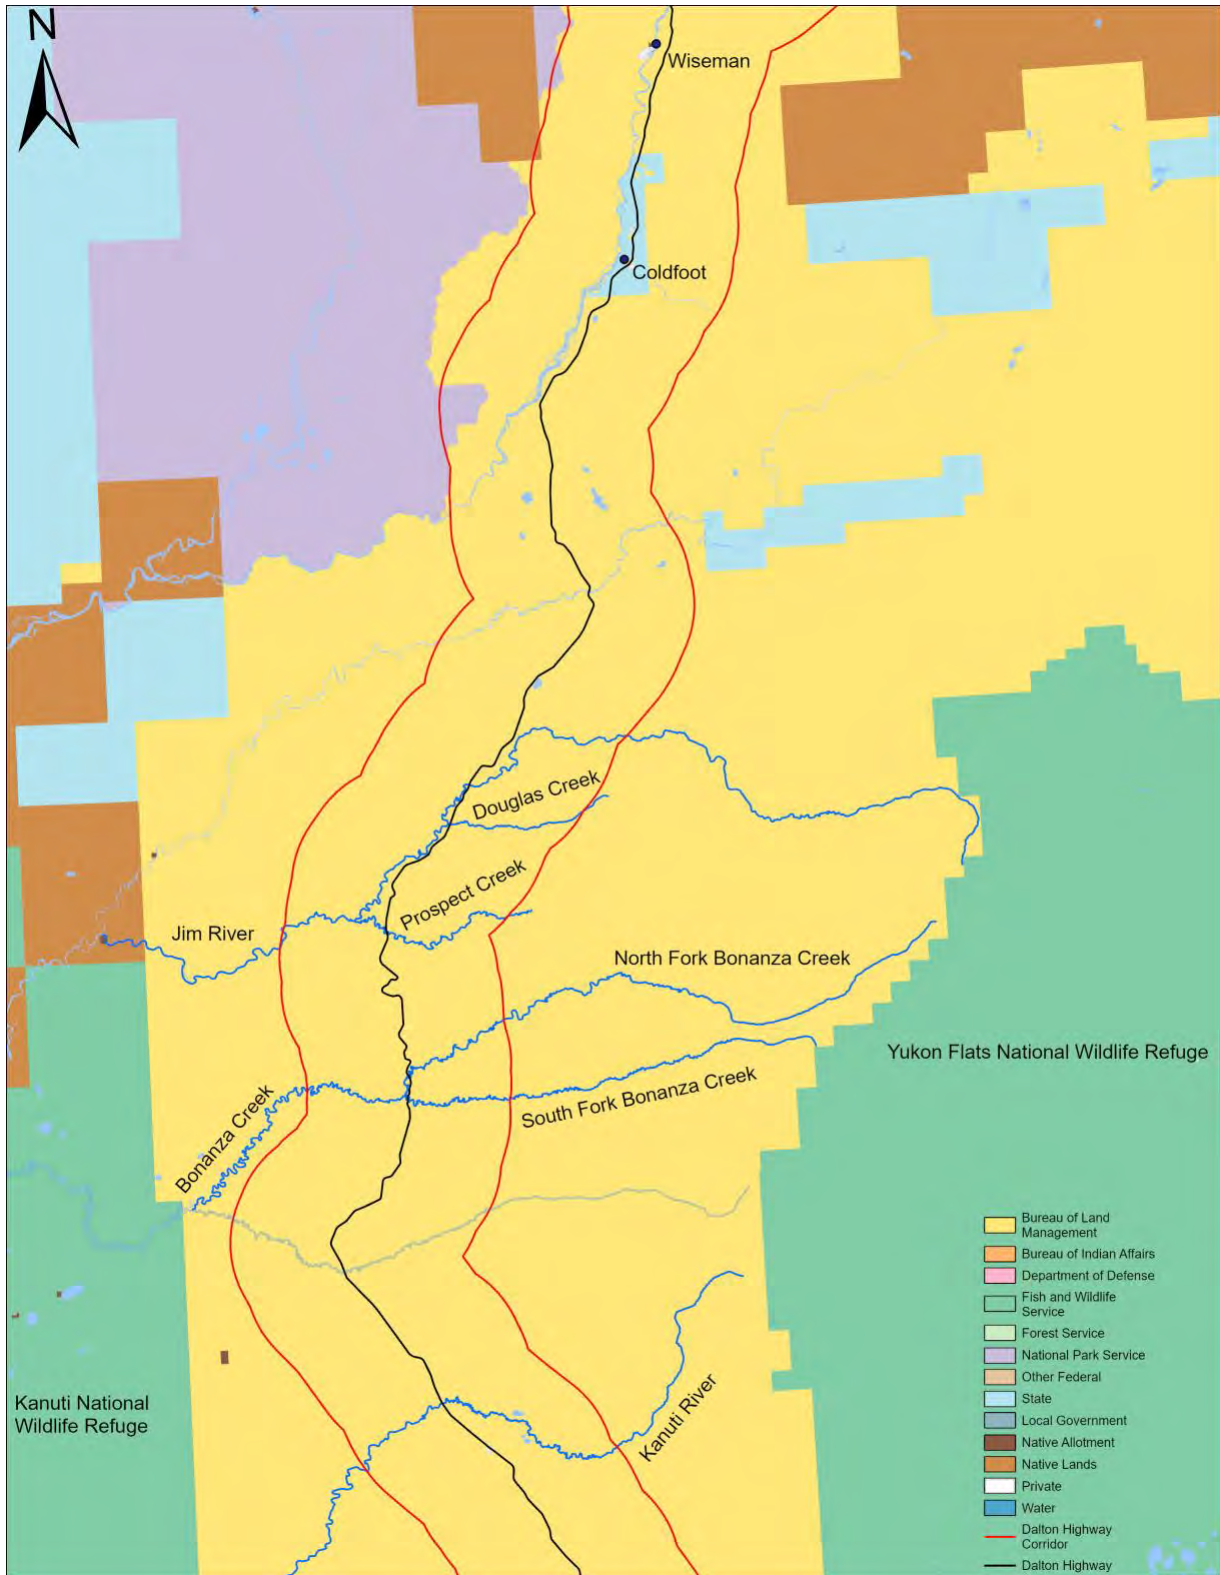 N
Wiseman
Coldfoot
Douglas Creek
Prospect Creek
Jim River
North Fork Bonanza Creek
Yukon Flats National Wildlife Refuge
South Fork Bonanza Creek
Bonanza Creek
Kanuti River
Kanuti National
Wildlife Refuge
Bureau of Land
Management
Bureau of Indian Affairs
Department of Defense
Fish and Wildlife
Service
Forest Service
National Park Service
Other Federal
State
Local Government
Native Allotment
Native Lands
Private
Water
Dalton Highway
Corridor
Dalton Highway